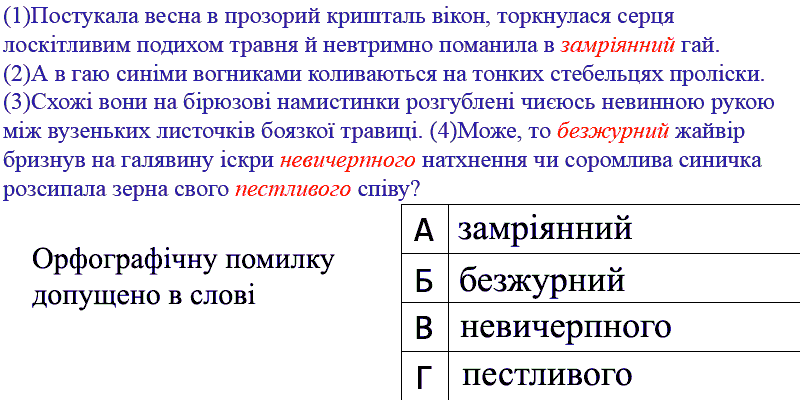 (1)Постукала весна в прозорий кришталь вікон, торкнулася серця
лоскітливим подихом травня й невтримно поманила в замріянний гай.
(2)А в гаю синіми вогниками коливаються на тонких стебельцях проліски.
(3)Схожі вони на бірюзові намистинки розгублені чиєюсь невинною рукою
між вузеньких листочків боязкої травиці. (4)Може, то безжурний жайвір
бризнув на галявину іскри невичерпного натхнення чи соромлива синичка
розсипала зерна свого пестливого співу?
Орфографічну помилку
допущено в слові
А замріянний
Б безжурний
В невичерпного
Г пестливого